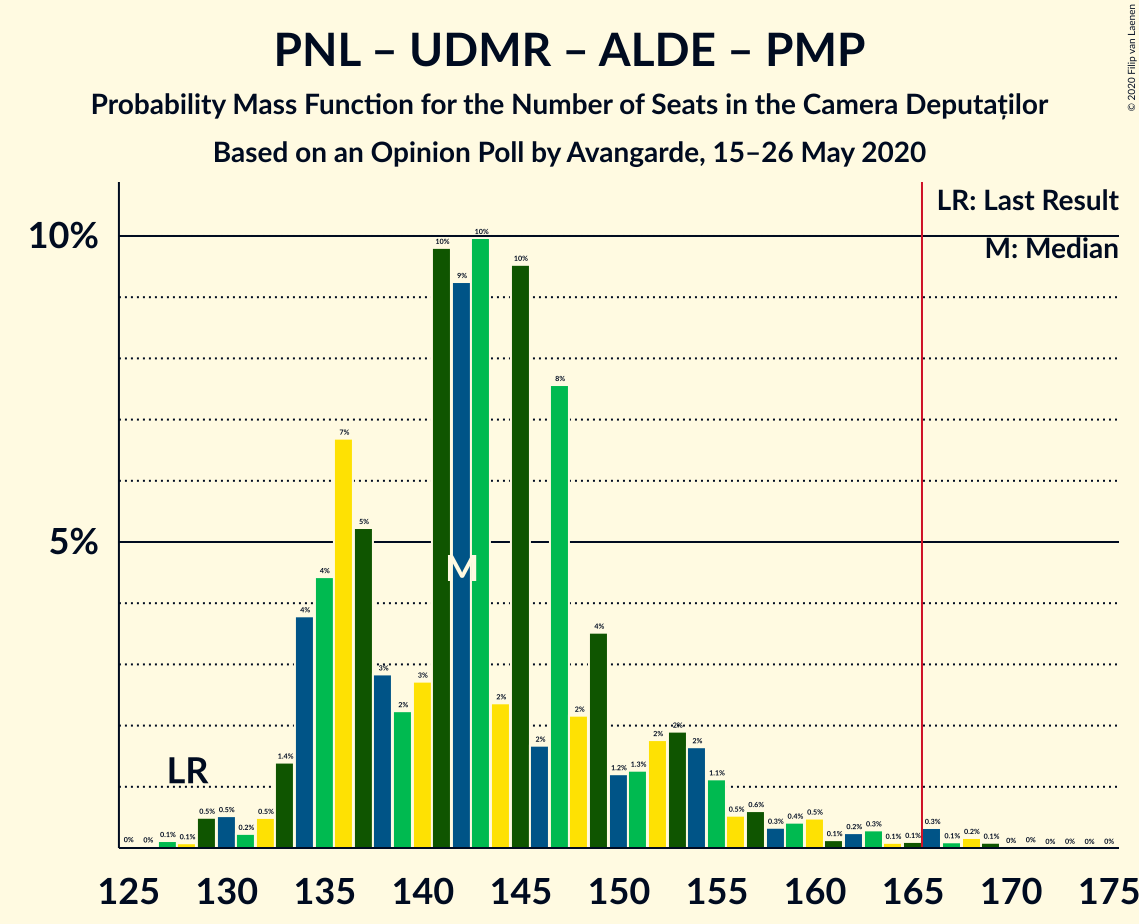 PNL – UDMR – ALDE – PMP
Probability Mass Function for the Number of Seats in the Camera Deputaților
Based on an Opinion Poll by Avangarde, 15–26 May 2020
© 2020 Filip van Laenen
LR: Last Result
M: Median
10%
5%
LR
M
0% 0% 0.1% 0.1% 0.5% 0.5% 0.2% 0.5% 1.4% 4% 4% 7% 5% 3% 2% 3% 10% 9% 10% 2% 10% 2% 8% 2% 4% 1.2% 1.3% 2% 2% 2% 1.1% 0.5% 0.6% 0.3% 0.4% 0.5% 0.1% 0.2% 0.3% 0.1% 0.1% 0.3% 0.1% 0.2% 0.1% 0% 0% 0% 0% 0% 0%
125 130 135 140 145 150 155 160 165 170 175